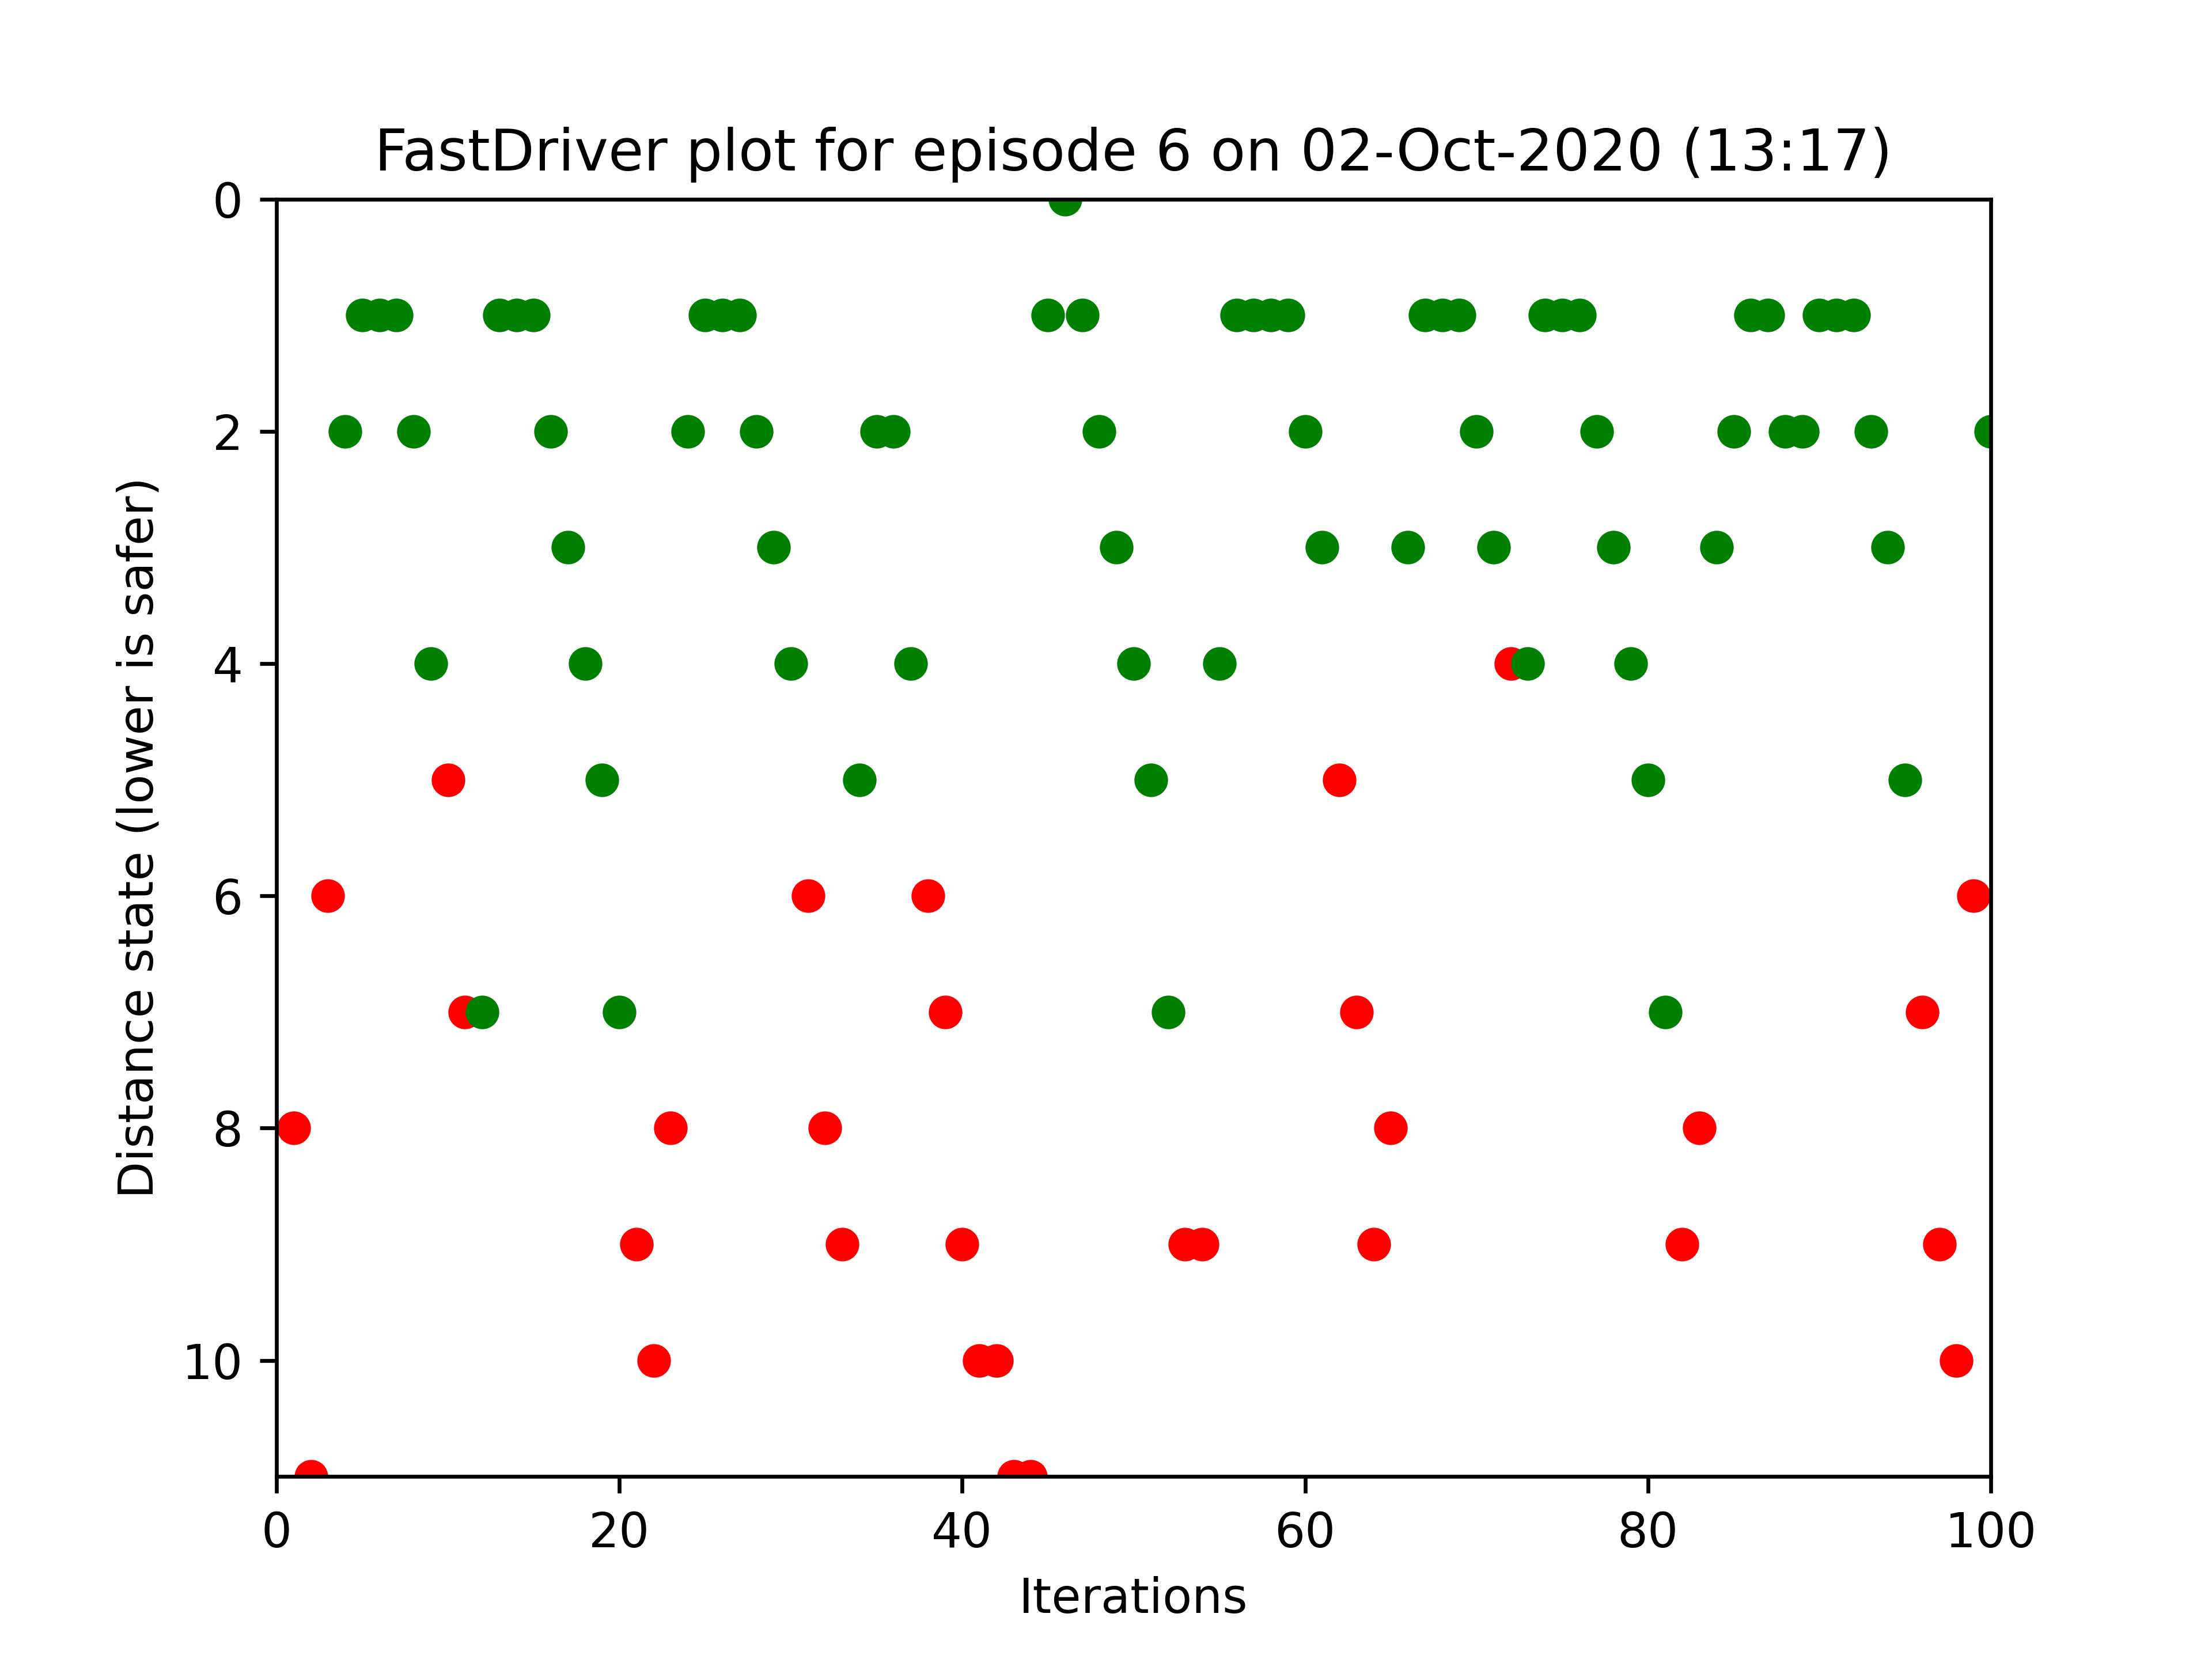 FastDriver plot for episode 6 on 02-Oct-2020 (13:17)
Distance state (lower is safer)
0
2
4
6
8
10
0 20 40 60 80 100
Iterations